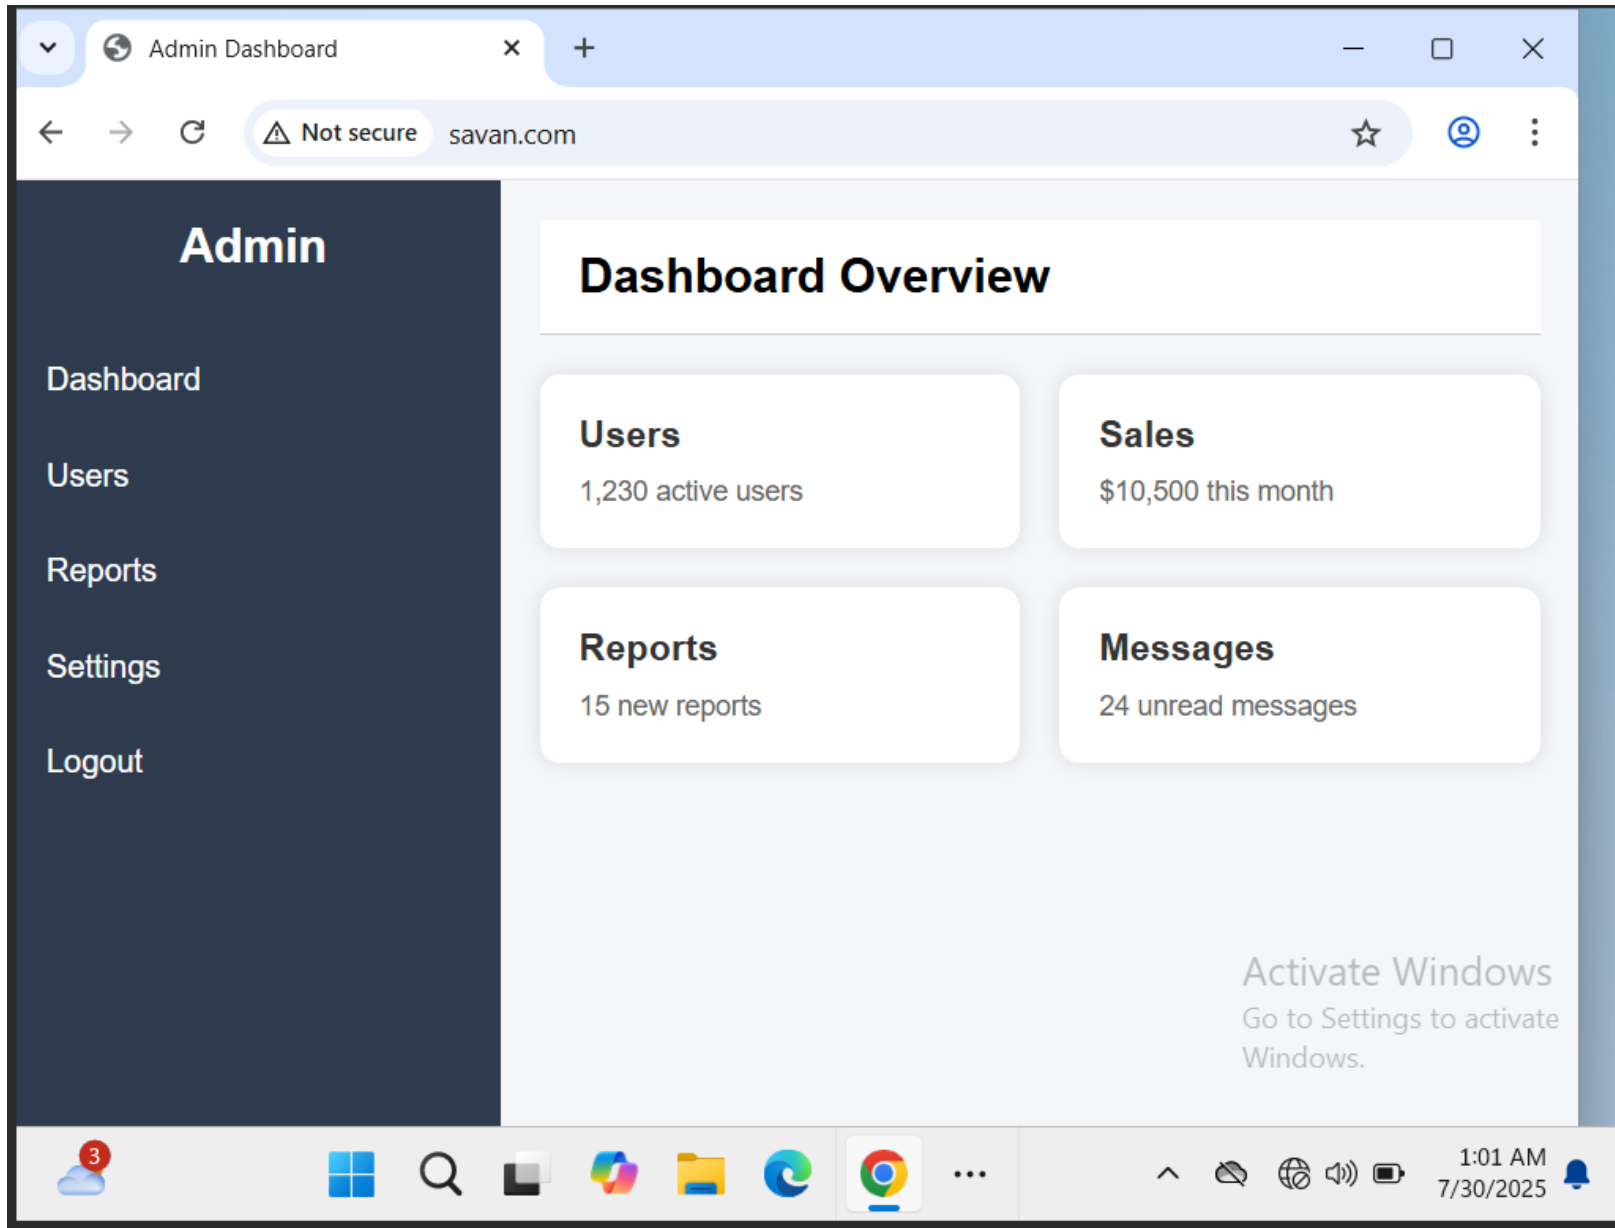 Admin Dashboard
Not secure
savan.com
Admin
Dashboard
Users
Reports
Settings
Logout
Dashboard Overview
Users
1,230 active users
Sales
$10,500 this month
Reports
15 new reports
Messages
24 unread messages
Activate Windows
Go to Settings to activate
Windows.
3
1:01 AM
7/30/2025